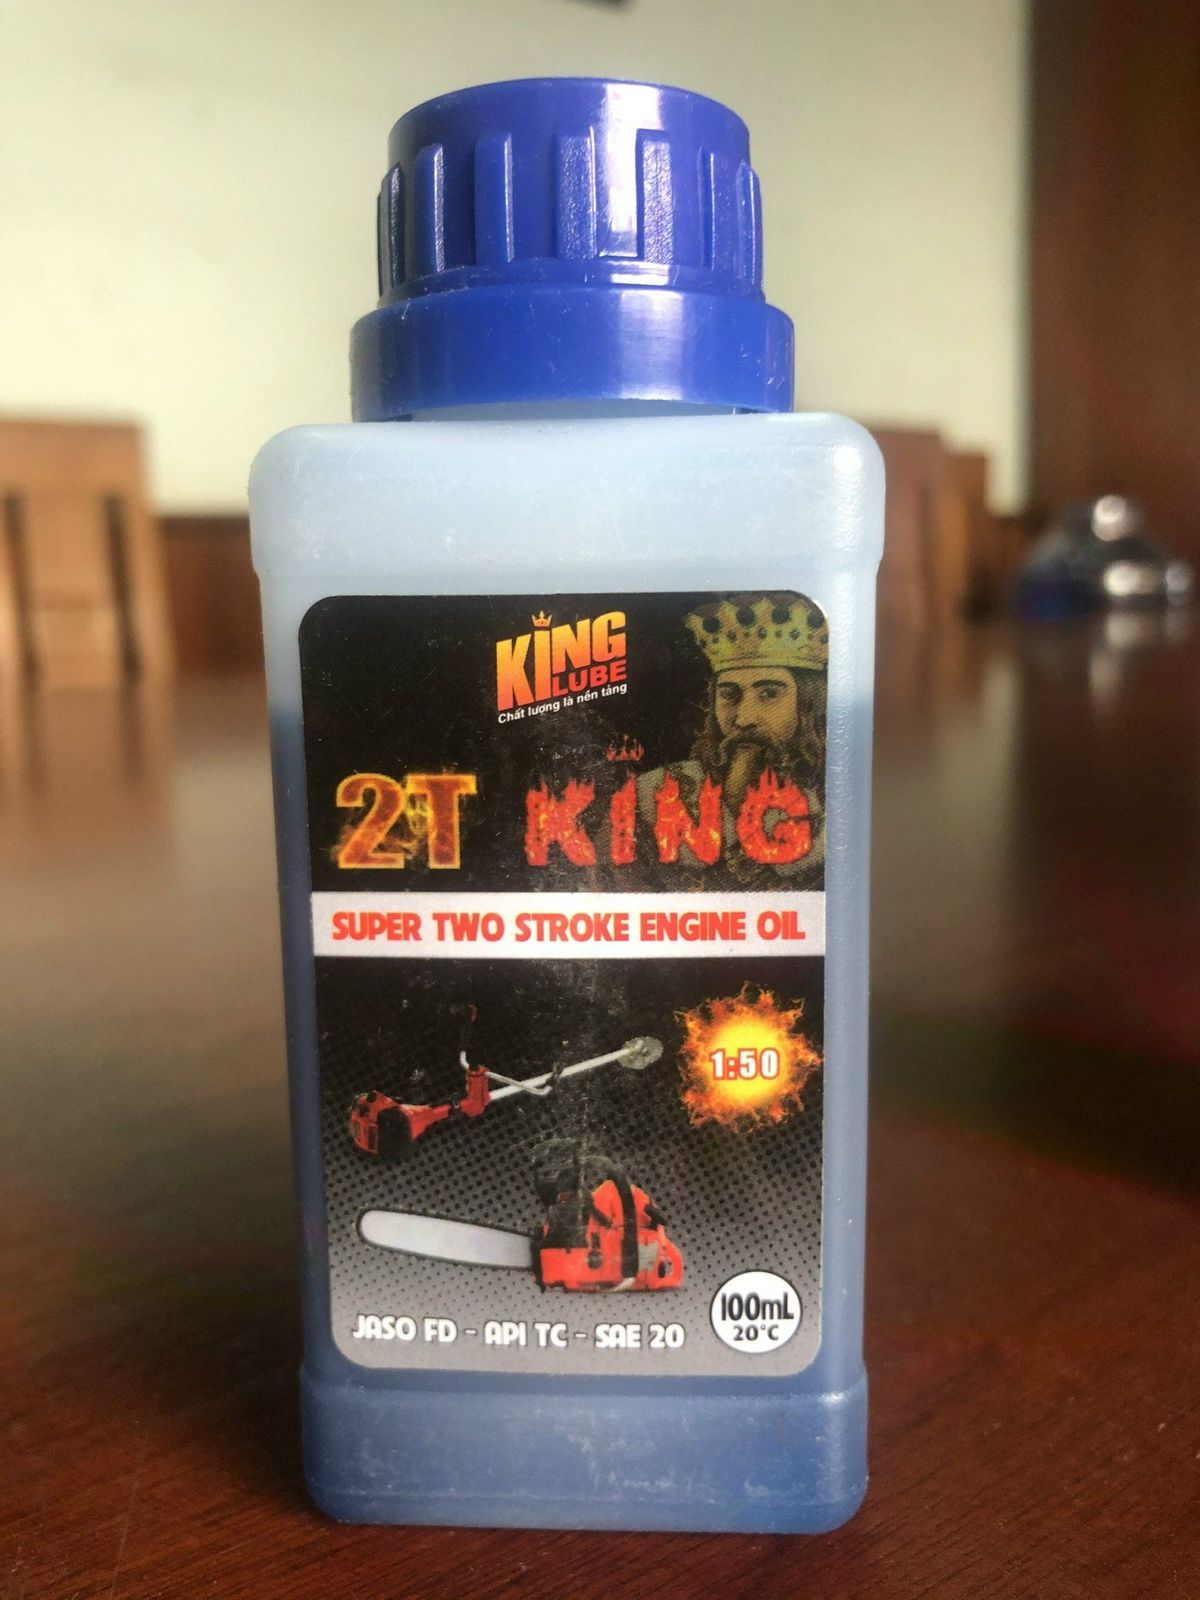 KING
LUBE
Chất lượng là nền tảng
2T KING
SUPER TWO STROKE ENGINE OIL
1:50
100mL
20°C
JASO FD - API TC - SAE 20